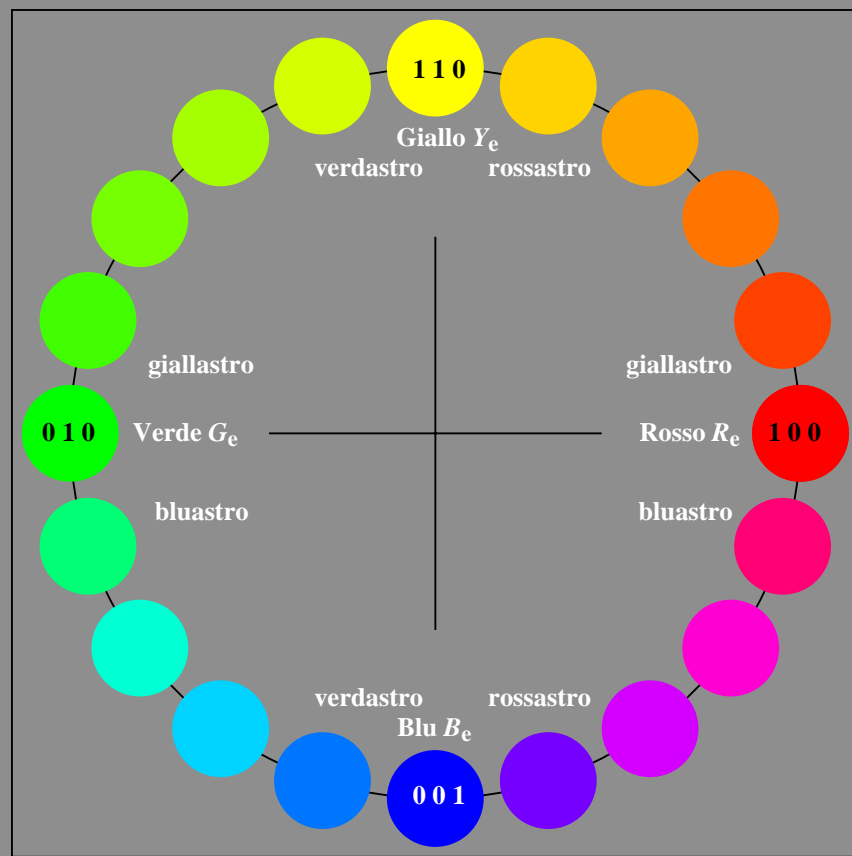 1 1 0
Giallo Ye
verdastro rossastro
giallastro giallastro
0 1 0 Verde Ge Rosso Re 1 0 0
bluastro bluastro
verdastro rossastro
Blu Be
0 0 1